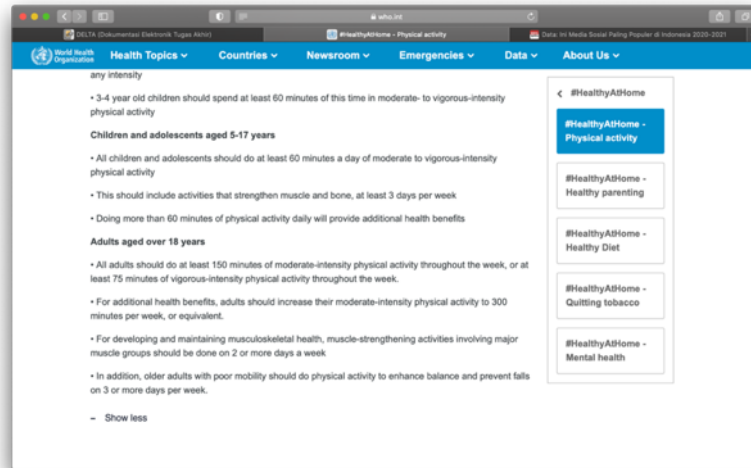 who.int
DELTA (Dokumentasi Elektronik Tugas Akhir)
#HealthyAtHome - Physical activity
Data: Ini Media Sosial Paling Populer di Indonesia 2020-2021
World Health
Organization
Health Topics
Countries
Newsroom
Emergencies
Data
About Us
any intensity
• 3-4 year old children should spend at least 60 minutes of this time in moderate- to vigorous-intensity
physical activity
Children and adolescents aged 5-17 years
• All children and adolescents should do at least 60 minutes a day of moderate to vigorous-intensity
physical activity
• This should include activities that strengthen muscle and bone, at least 3 days per week
• Doing more than 60 minutes of physical activity daily will provide additional health benefits
Adults aged over 18 years
• All adults should do at least 150 minutes of moderate-intensity physical activity throughout the week, or at
least 75 minutes of vigorous-intensity physical activity throughout the week.
• For additional health benefits, adults should increase their moderate-intensity physical activity to 300
minutes per week, or equivalent.
• For developing and maintaining musculoskeletal health, muscle-strengthening activities involving major
muscle groups should be done on 2 or more days a week
• In addition, older adults with poor mobility should do physical activity to enhance balance and prevent falls
on 3 or more days per week.
– Show less
#HealthyAtHome
#HealthyAtHome -
Physical activity
#HealthyAtHome -
Healthy parenting
#HealthyAtHome -
Healthy Diet
#HealthyAtHome -
Quitting tobacco
#HealthyAtHome -
Mental health